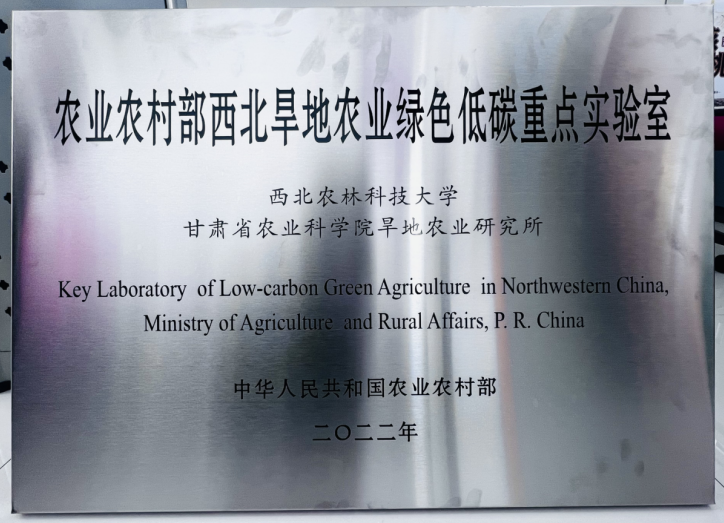 农业农村部西北旱地农业绿色低碳重点实验室
西北农林科技大学
甘肃省农业科学院旱地农业研究所
Key Laboratory of Low-carbon Green Agriculture in Northwestern China,
Ministry of Agriculture and Rural Affairs, P. R. China
中华人民共和国农业农村部
二〇二二年